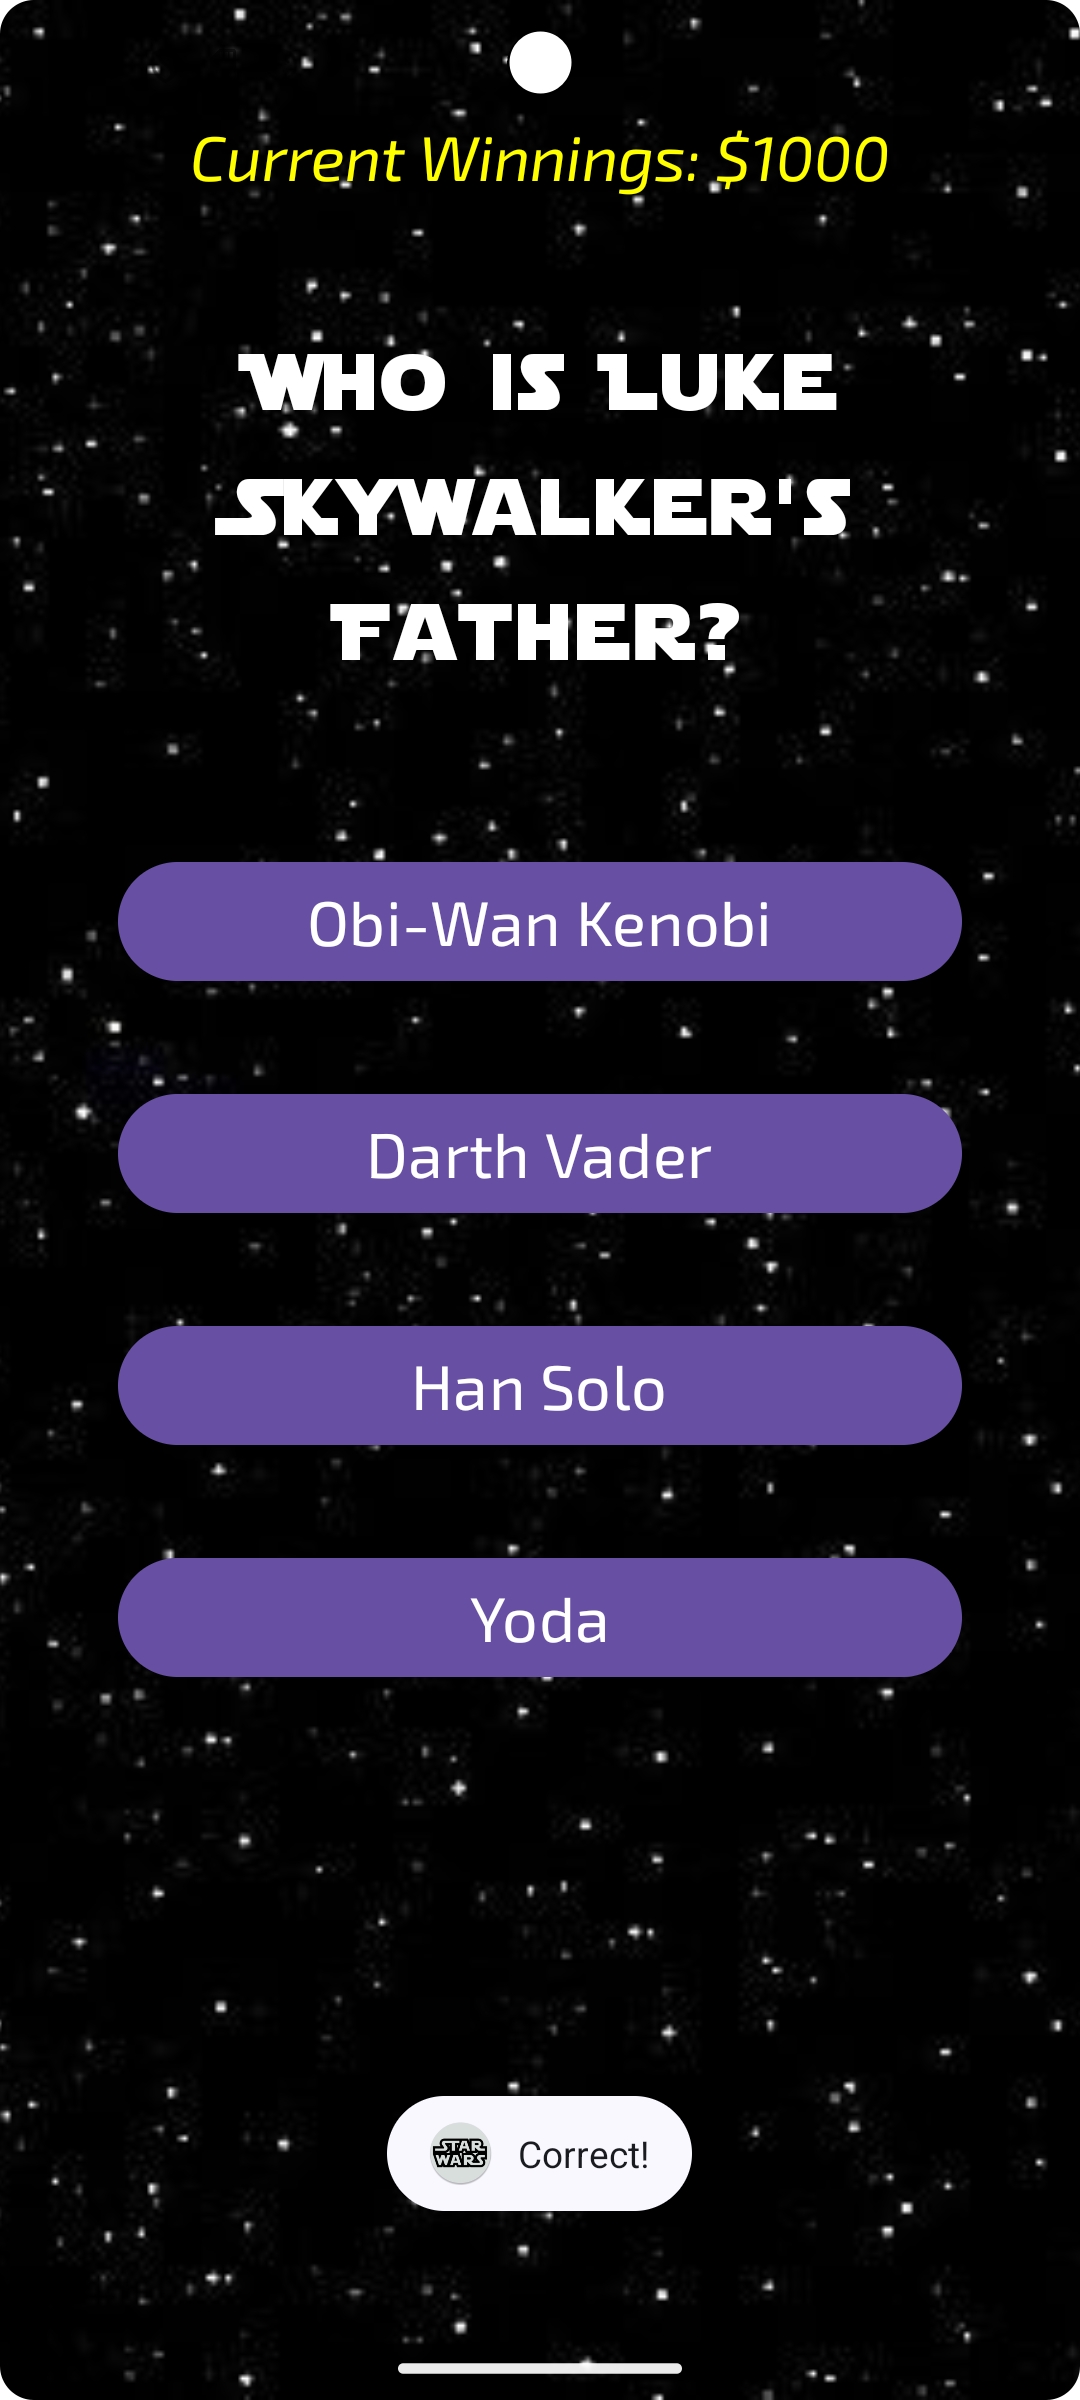 Current Winnings: $1000
WHO IS LUKE
SKYWALKER'S
FATHER?
Obi-Wan Kenobi
Darth Vader
Han Solo
Yoda
STAR
WARS
Correct!